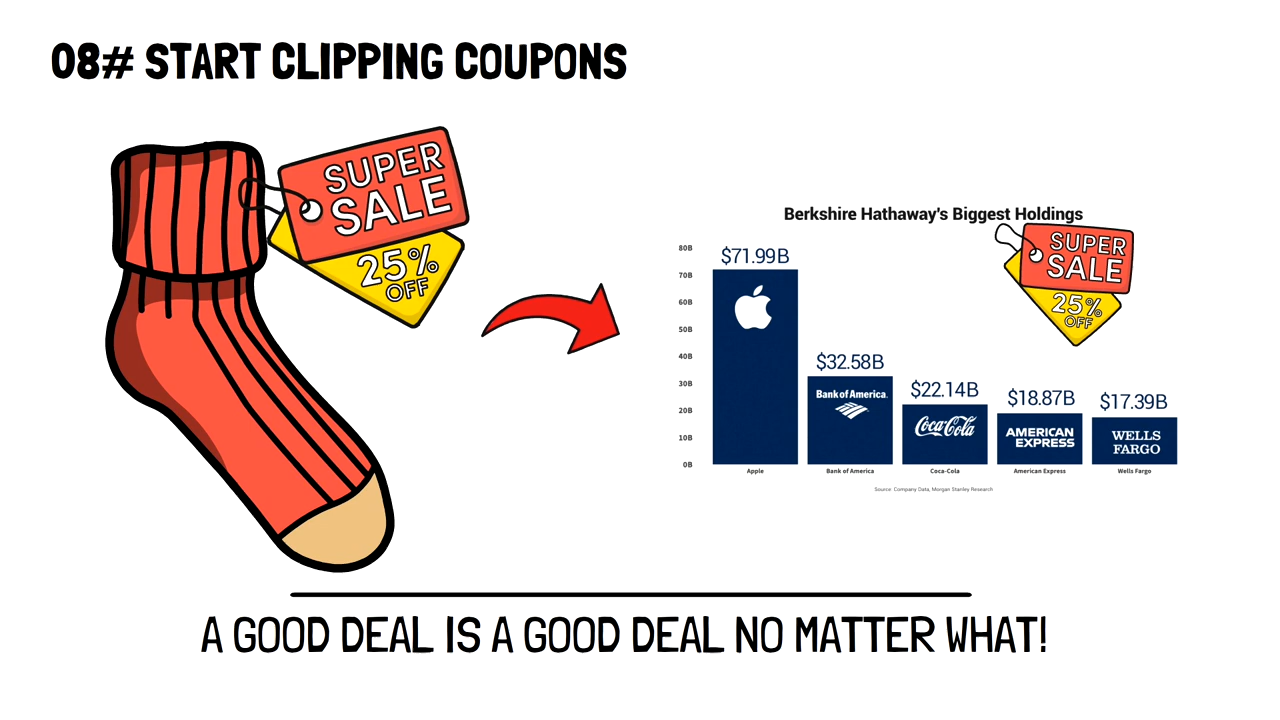 08# START CLIPPING COUPONS
SUPER
SALE
25%
OFF
Berkshire Hathaway's Biggest Holdings
SUPER
SALE
25%
OFF
80B
70B
60B
50B
40B
30B
20B
10B
0B
$71.99B
$32.58B
$22.14B
$18.87B
$17.39B
Bank of America.
Coca-Cola
AMERICAN
EXPRESS
WELLS
FARGO
Apple
Bank of America
Coca-Cola
American Express
Wells Fargo
Source: Company Data, Morgan Stanley Research
A GOOD DEAL IS A GOOD DEAL NO MATTER WHAT!